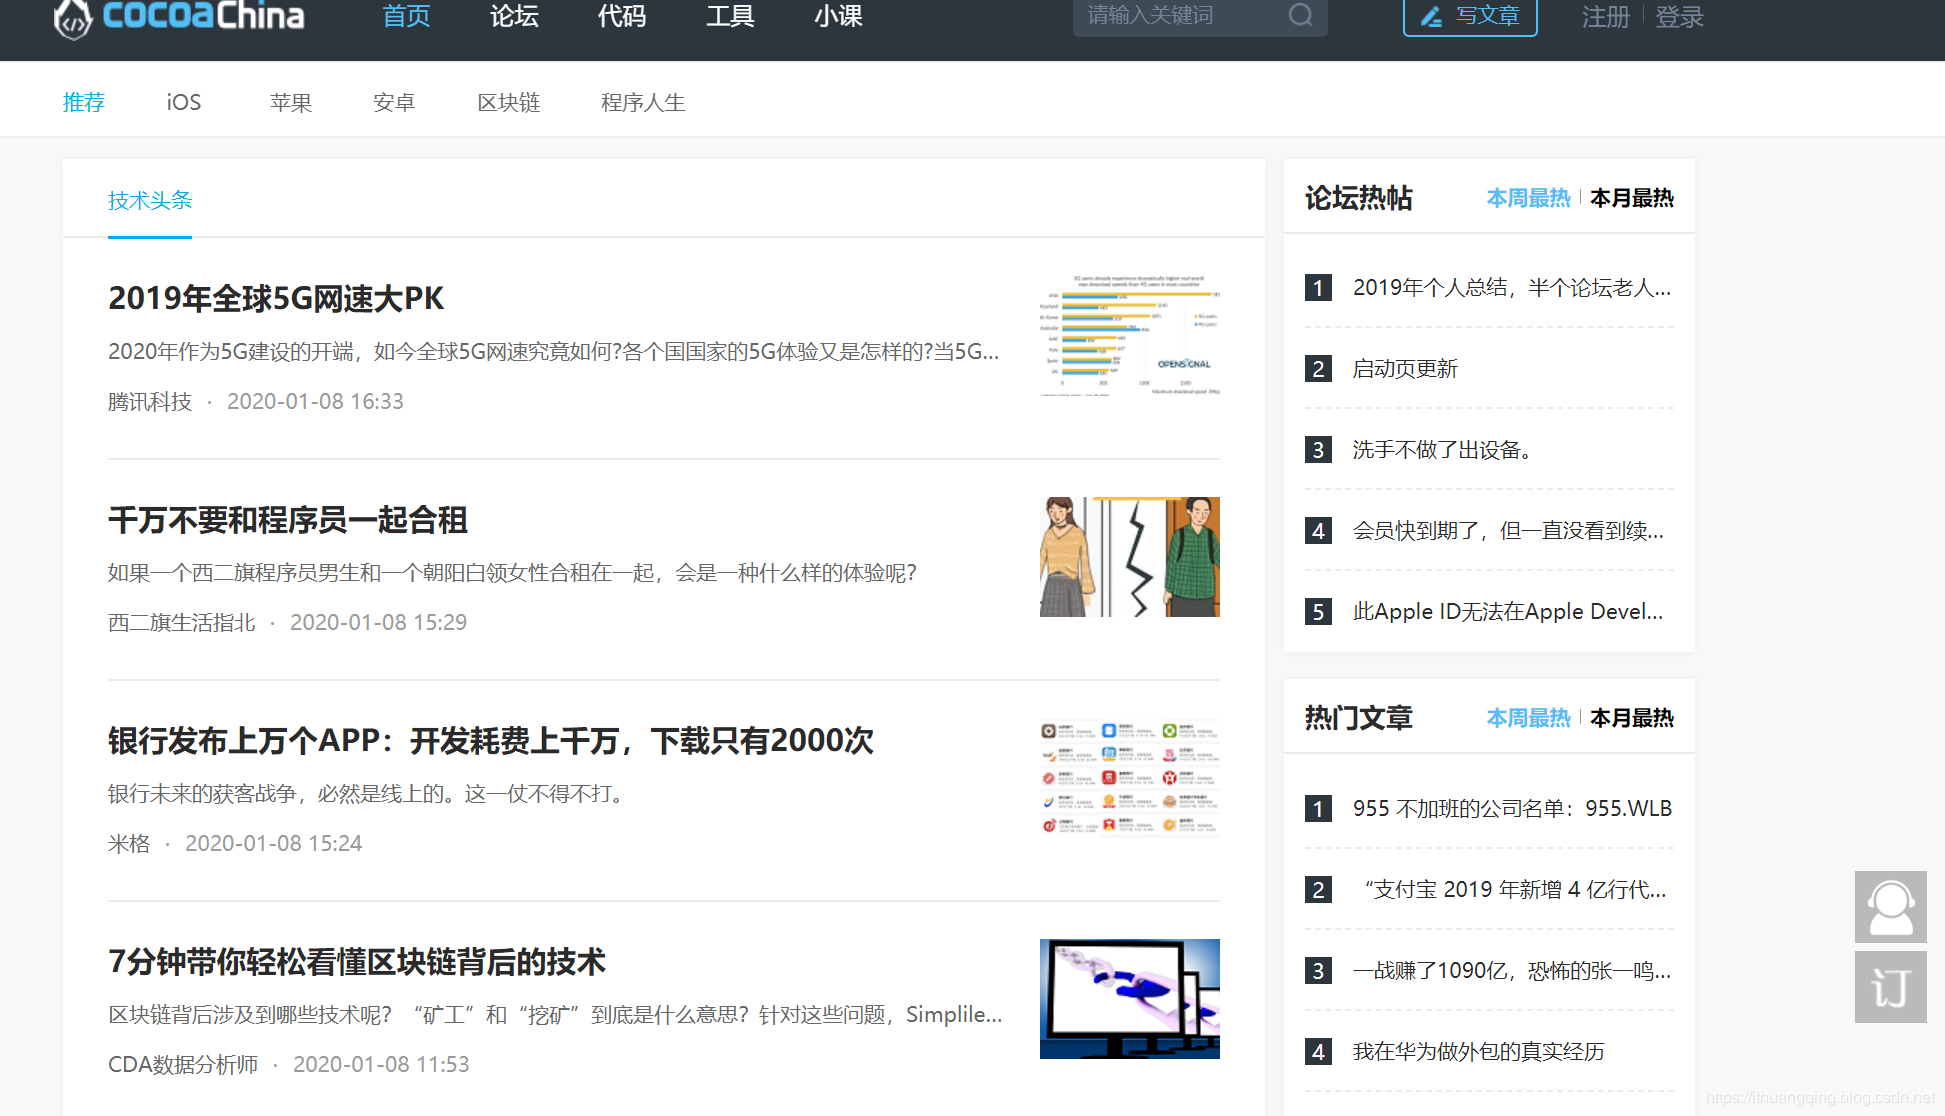 cocoaChina
首页 论坛 代码 工具 小课
请输入关键词
写文章
注册 登录
推荐 iOS 苹果 安卓 区块链 程序人生
技术头条
2019年全球5G网速大PK
2020年作为5G建设的开端，如今全球5G网速究竟如何?各个国国家的5G体验又是怎样的?当5G...
腾讯科技 · 2020-01-08 16:33
OPENSIGNAL
千万不要和程序员一起合租
如果一个西二旗程序员男生和一个朝阳白领女性合租在一起，会是一种什么样的体验呢?
西二旗生活指北 · 2020-01-08 15:29
银行发布上万个APP：开发耗费上千万，下载只有2000次
银行未来的获客战争，必然是线上的。这一仗不得不打。
米格 · 2020-01-08 15:24
7分钟带你轻松看懂区块链背后的技术
区块链背后涉及到哪些技术呢？“矿工”和“挖矿”到底是什么意思？针对这些问题，Simplile...
CDA数据分析师 · 2020-01-08 11:53
论坛热帖 本周最热 本月最热
1 2019年个人总结，半个论坛老人...
2 启动页更新
3 洗手不做了出设备。
4 会员快到期了，但一直没看到续...
5 此Apple ID无法在Apple Devel...
热门文章 本周最热 本月最热
1 955 不加班的公司名单：955.WLB
2 “支付宝 2019 年新增 4 亿行代...
3 一战赚了1090亿，恐怖的张一鸣...
4 我在华为做外包的真实经历
订
https://ithuangqing.blog.csdn.net